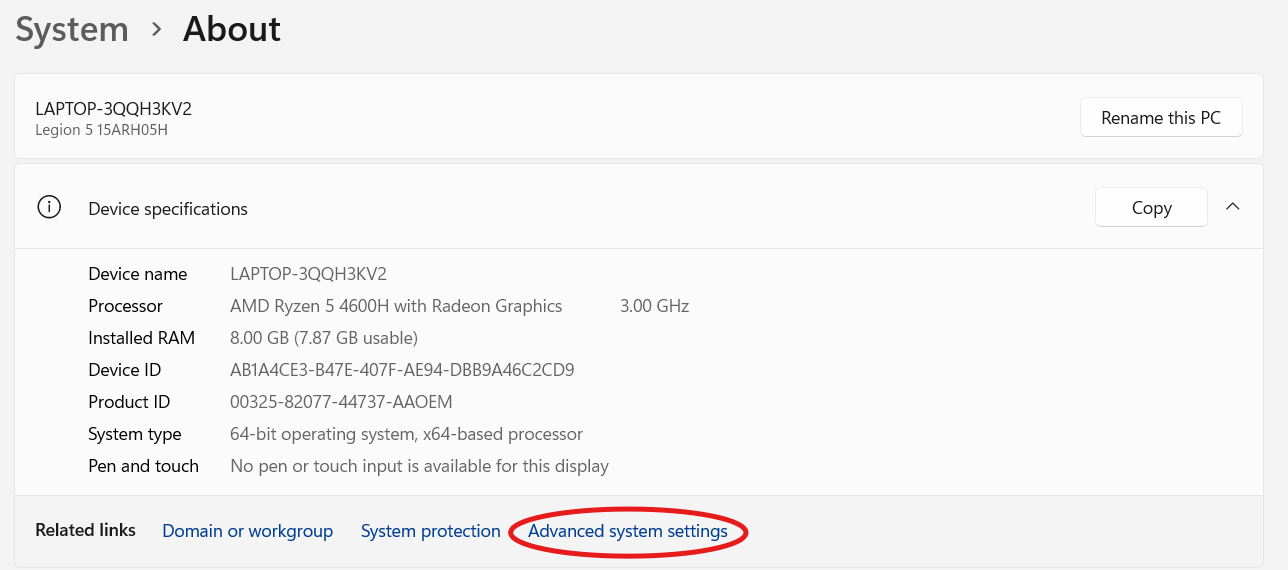 System > About
LAPTOP-3QQH3KV2
Legion 5 15ARH05H
Rename this PC
Device specifications
Copy
Device name LAPTOP-3QQH3KV2
Processor AMD Ryzen 5 4600H with Radeon Graphics 3.00 GHz
Installed RAM 8.00 GB (7.87 GB usable)
Device ID AB1A4CE3-B47E-407F-AE94-DBB9A46C2CD9
Product ID 00325-82077-44737-AAOEM
System type 64-bit operating system, x64-based processor
Pen and touch No pen or touch input is available for this display
Related links Domain or workgroup System protection Advanced system settings